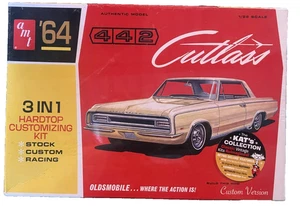 amt
'64
AUTHENTIC MODEL
1:25 SCALE
442
Cutlass
3 IN 1
HARDTOP
CUSTOMIZING
KIT
STOCK
CUSTOM
RACING
KAT'S
COLLECTION
OLDSMOBILE...WHERE THE ACTION IS!
Custom Version